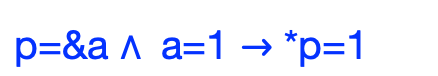 p=&a ∧ a=1 → *p=1